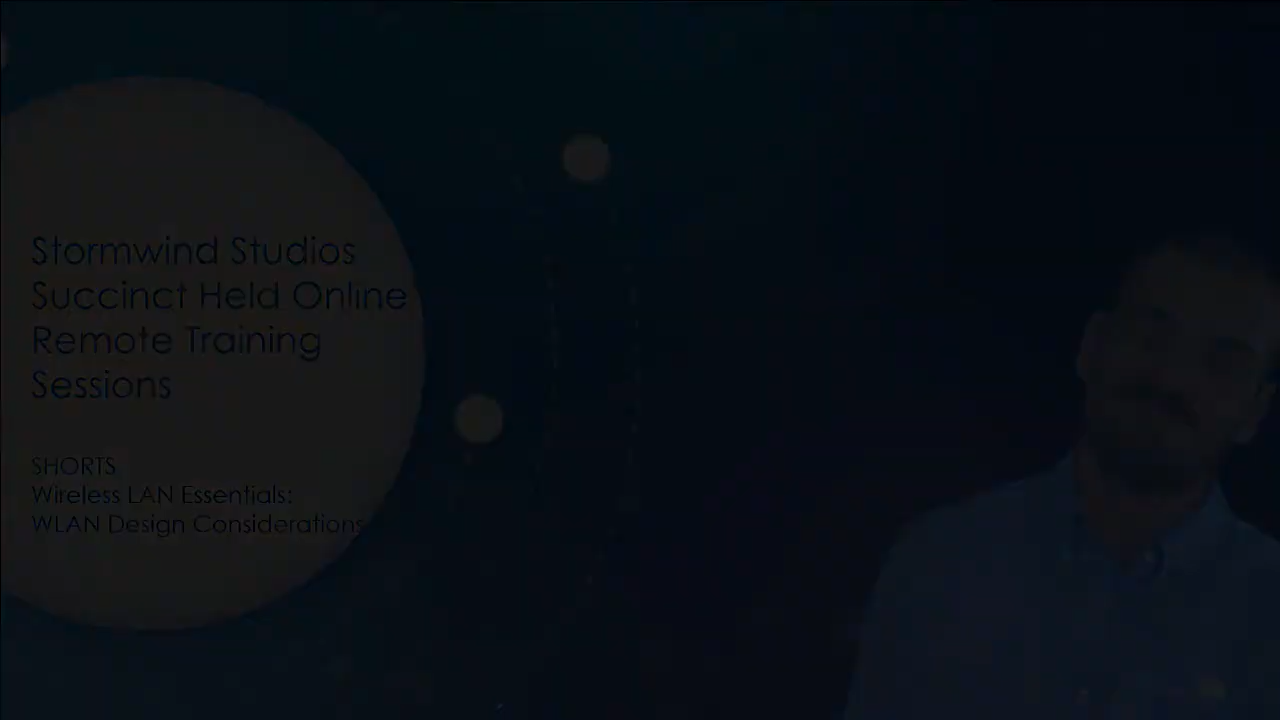 Stormwind Studios
Succinct Held Online
Remote Training
Sessions
SHORTS
Wireless LAN Essentials:
WLAN Design Considerations